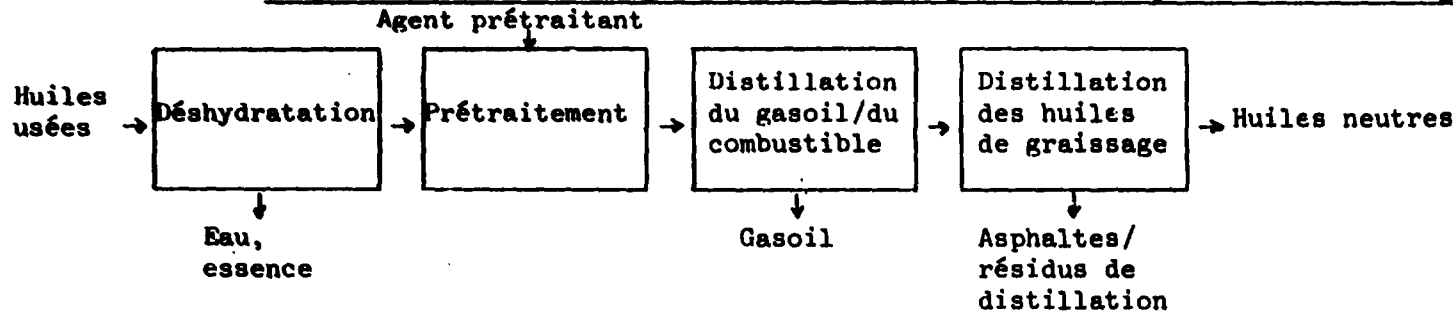 Agent prétraitant
Huiles
usées
Déshydratation
Prétraitement
Distillation
du gasoil/du
combustible
Distillation
des huiles
de graissage
Huiles neutres
Eau,
essence
Gasoil
Asphaltes/
résidus de
distillation